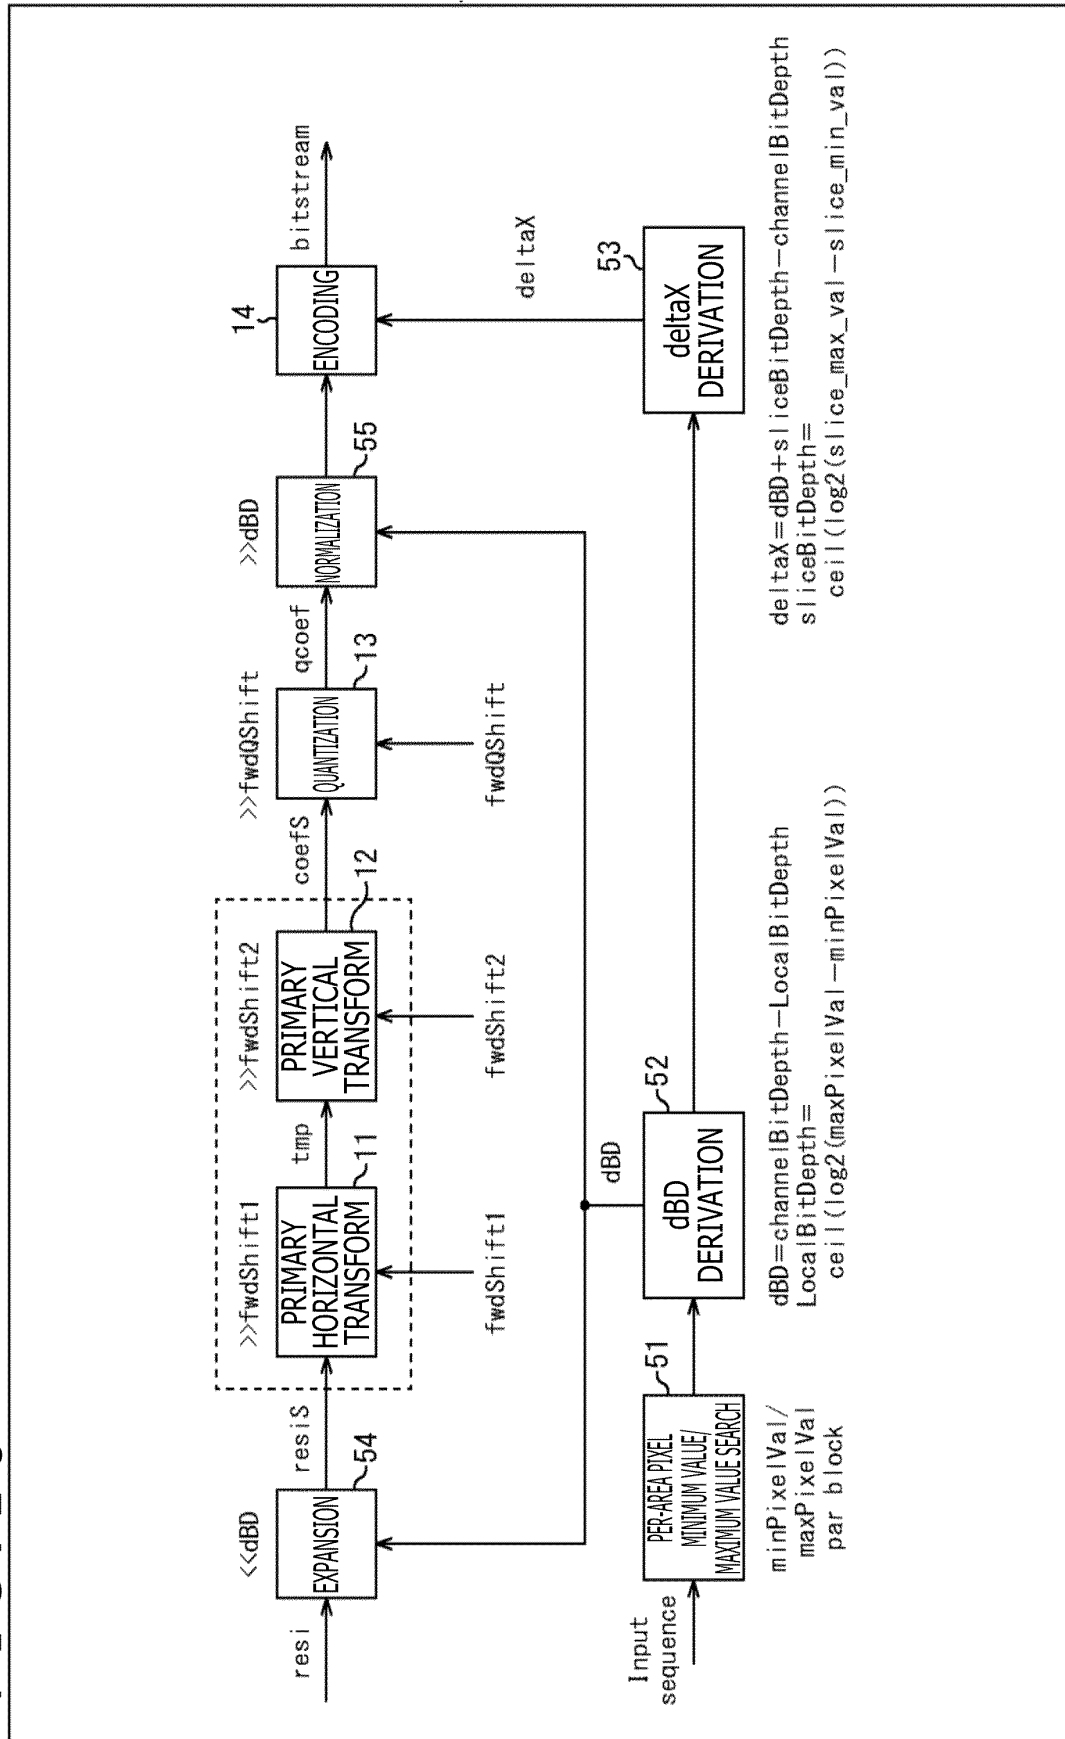 <<dBD
>>fwdShift1
>>fwdShift2
>>fwdQShift
>>dBD
14
resi
EXPANSION
54
resiS
PRIMARY
HORIZONTAL
TRANSFORM
11
tmp
PRIMARY
VERTICAL
TRANSFORM
12
coefS
QUANTIZATION
13
qcoef
NORMALIZATION
55
ENCODING
bitstream
fwdShift1
fwdShift2
fwdQShift
deltaX
dBD
Input
sequence
PER-AREA PIXEL
MINIMUM VALUE/
MAXIMUM VALUE SEARCH
51
dBD
DERIVATION
52
deltaX
DERIVATION
53
minPixelVal/
maxPixelVal
par block
dBD=channelBitDepth-LocalBitDepth
LocalBitDepth=
ceil(log2(maxPixelVal-minPixelVal))
deltaX=dBD+sliceBitDepth-channelBitDepth
sliceBitDepth=
ceil(log2(slice_max_val-slice_min_val))